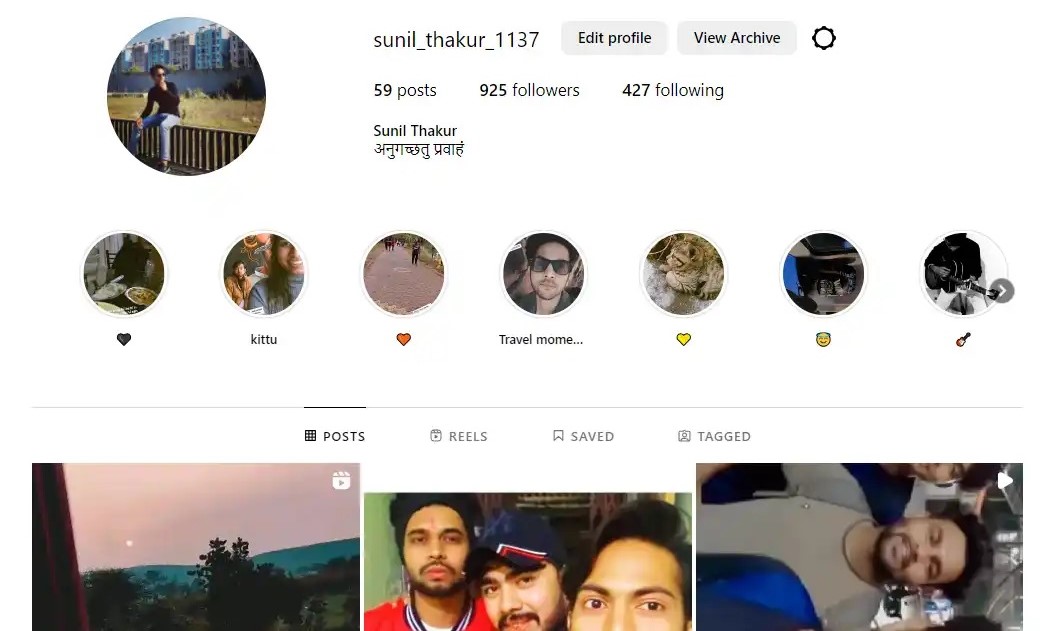 sunil_thakur_1137 Edit profile View Archive
59 posts 925 followers 427 following
Sunil Thakur
अनुगच्छतु प्रवाहं
🖤 kittu 🧡 Travel mome... 💛 😇 🎸
POSTS REELS SAVED TAGGED